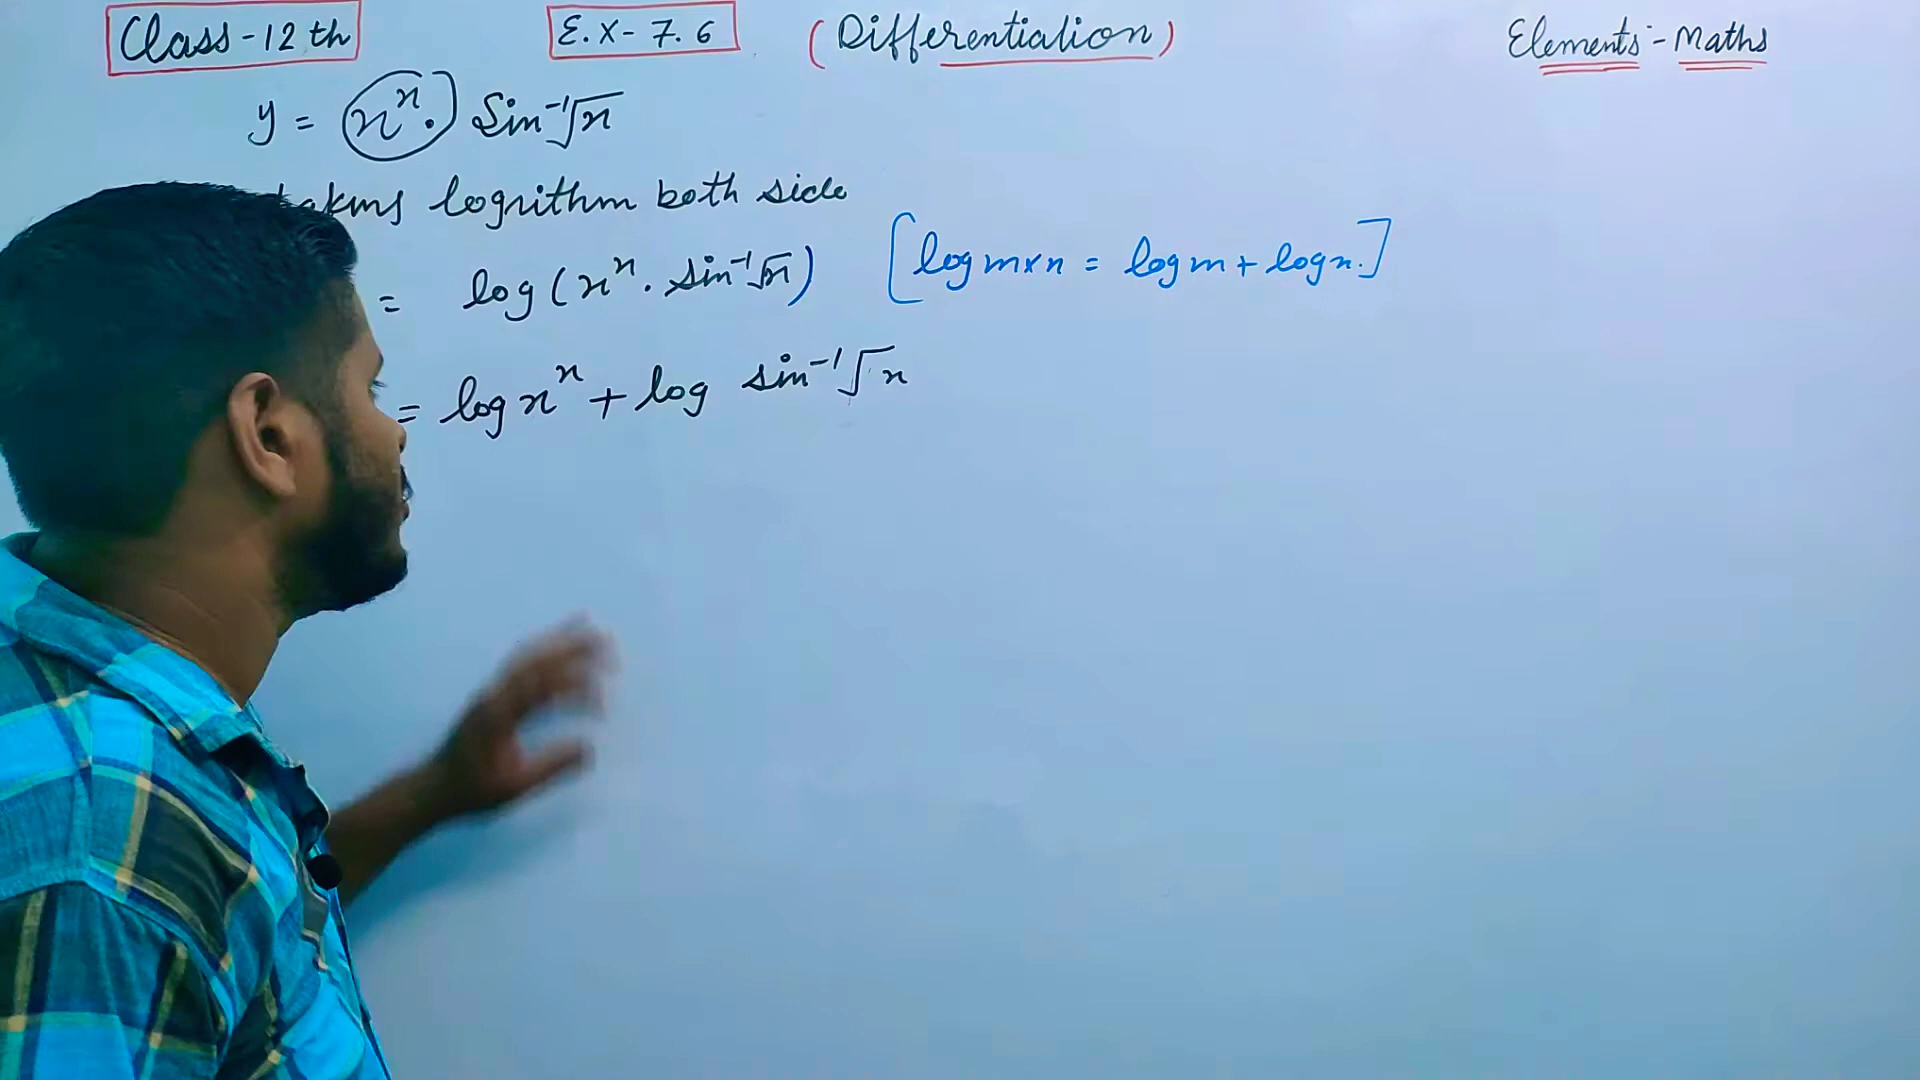 Class-12th E.X-7.6 (Differentiation) Elements-Maths
y = x^x. Sin^-1√x
logrithm both side
= log(x^x. sin^-1√x) [log m×n = log m + log n.]
= log x^x + log sin^-1√x